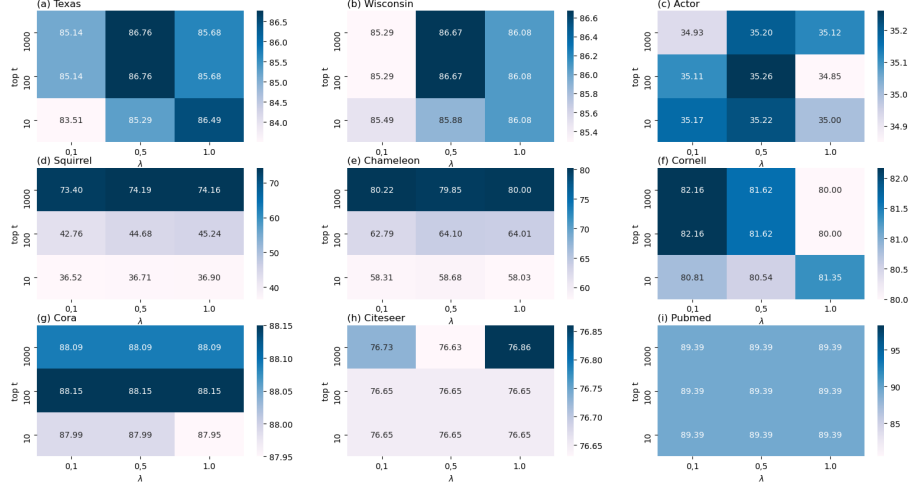 (a) Texas
1000 85.14 86.76 85.68
100 85.14 86.76 85.68
10 83.51 85.29 86.49
top t
0,1 0,5 1.0
λ
86.5
86.0
85.5
85.0
84.5
84.0
(b) Wisconsin
1000 85.29 86.67 86.08
100 85.29 86.67 86.08
10 85.49 85.88 86.08
top t
0,1 0,5 1.0
λ
86.6
86.4
86.2
86.0
85.8
85.6
85.4
(c) Actor
1000 34.93 35.20 35.12
100 35.11 35.26 34.85
10 35.17 35.22 35.00
top t
0,1 0,5 1.0
λ
35.2
35.1
35.0
34.9
(d) Squirrel
1000 73.40 74.19 74.16
100 42.76 44.68 45.24
10 36.52 36.71 36.90
top t
0,1 0,5 1.0
λ
70
60
50
40
(e) Chameleon
1000 80.22 79.85 80.00
100 62.79 64.10 64.01
10 58.31 58.68 58.03
top t
0,1 0,5 1.0
λ
80
75
70
65
60
(f) Cornell
1000 82.16 81.62 80.00
100 82.16 81.62 80.00
10 80.81 80.54 81.35
top t
0,1 0,5 1.0
λ
82.0
81.5
81.0
80.5
80.0
(g) Cora
1000 88.09 88.09 88.09
100 88.15 88.15 88.15
10 87.99 87.99 87.95
top t
0,1 0,5 1.0
λ
88.15
88.10
88.05
88.00
87.95
(h) Citeseer
1000 76.73 76.63 76.86
100 76.65 76.65 76.65
10 76.65 76.65 76.65
top t
0,1 0,5 1.0
λ
76.85
76.80
76.75
76.70
76.65
(i) Pubmed
1000 89.39 89.39 89.39
100 89.39 89.39 89.39
10 89.39 89.39 89.39
top t
0,1 0,5 1.0
λ
95
90
85